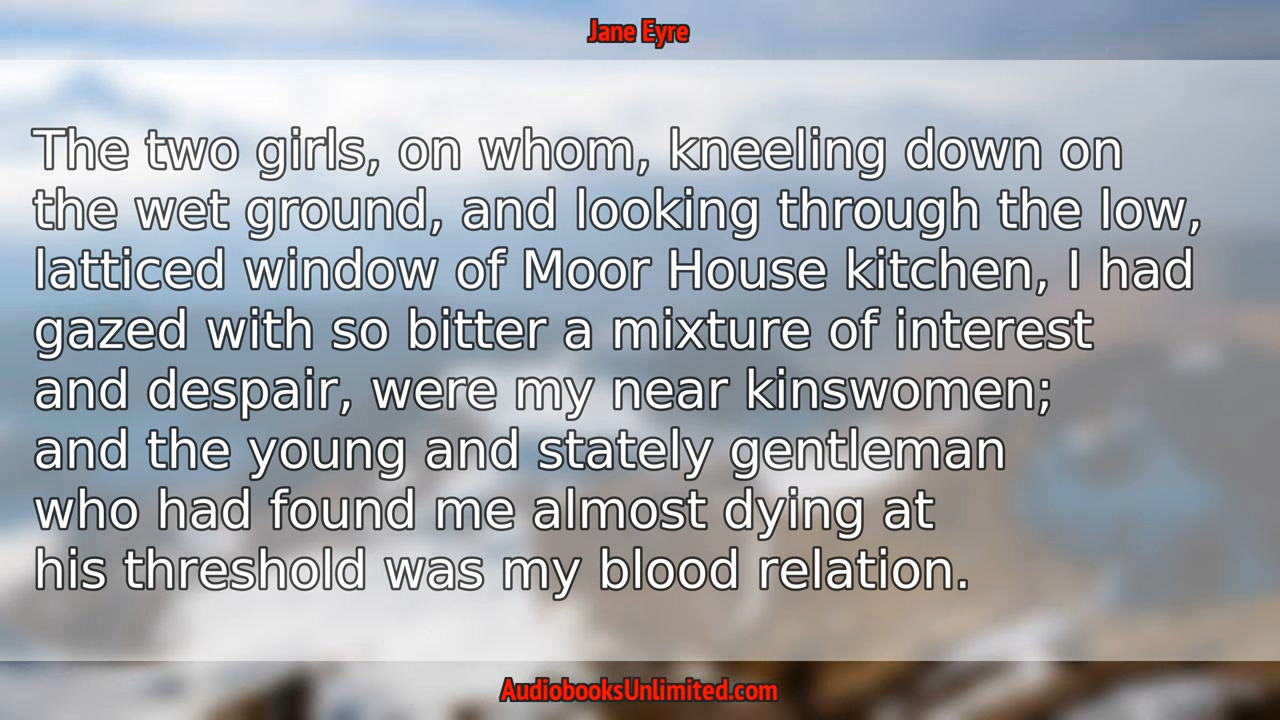 Jane Eyre
The two girls, on whom, kneeling down on
the wet ground, and looking through the low,
latticed window of Moor House kitchen, I had
gazed with so bitter a mixture of interest
and despair, were my near kinswomen;
and the young and stately gentleman
who had found me almost dying at
his threshold was my blood relation.
AudiobooksUnlimited.com